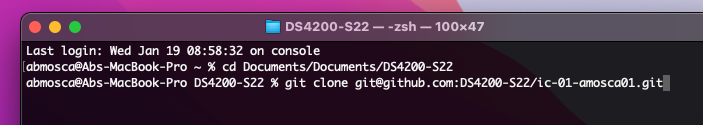 DS4200-S22 — -zsh — 100×47
Last login: Wed Jan 19 08:58:32 on console
[abmosca@Abs-MacBook-Pro ~ % cd Documents/Documents/DS4200-S22
abmosca@Abs-MacBook-Pro DS4200-S22 % git clone git@github.com:DS4200-S22/ic-01-amosca01.git